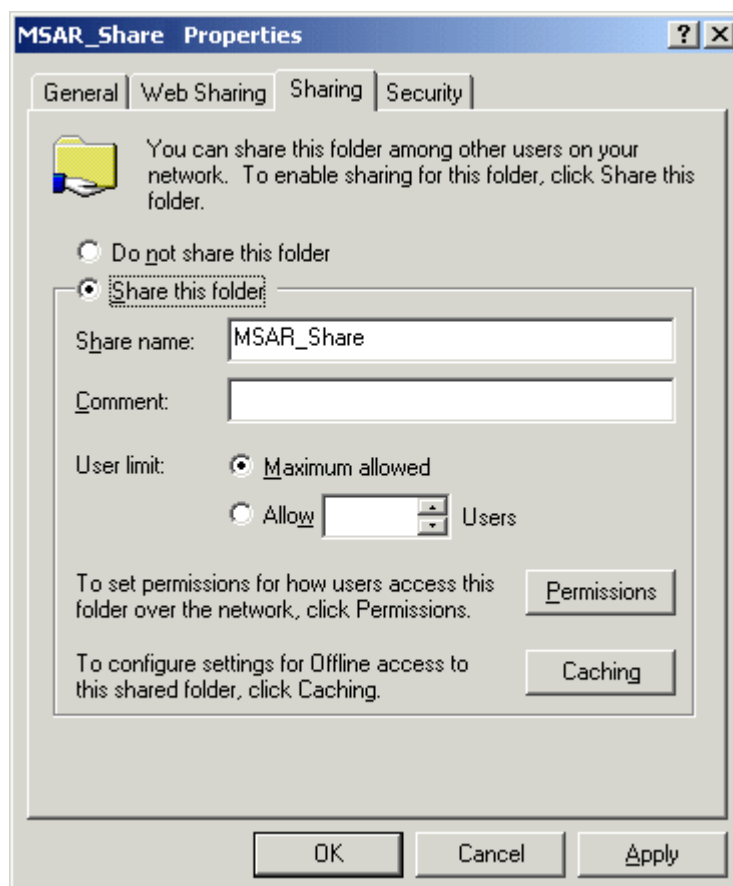 MSAR_Share Properties
General
Web Sharing
Sharing
Security
You can share this folder among other users on your
network. To enable sharing for this folder, click Share this
folder.
Do not share this folder
Share this folder
Share name:
MSAR_Share
Comment:
User limit:
Maximum allowed
Allow
Users
To set permissions for how users access this
folder over the network, click Permissions.
Permissions
To configure settings for Offline access to
this shared folder, click Caching.
Caching
OK
Cancel
Apply